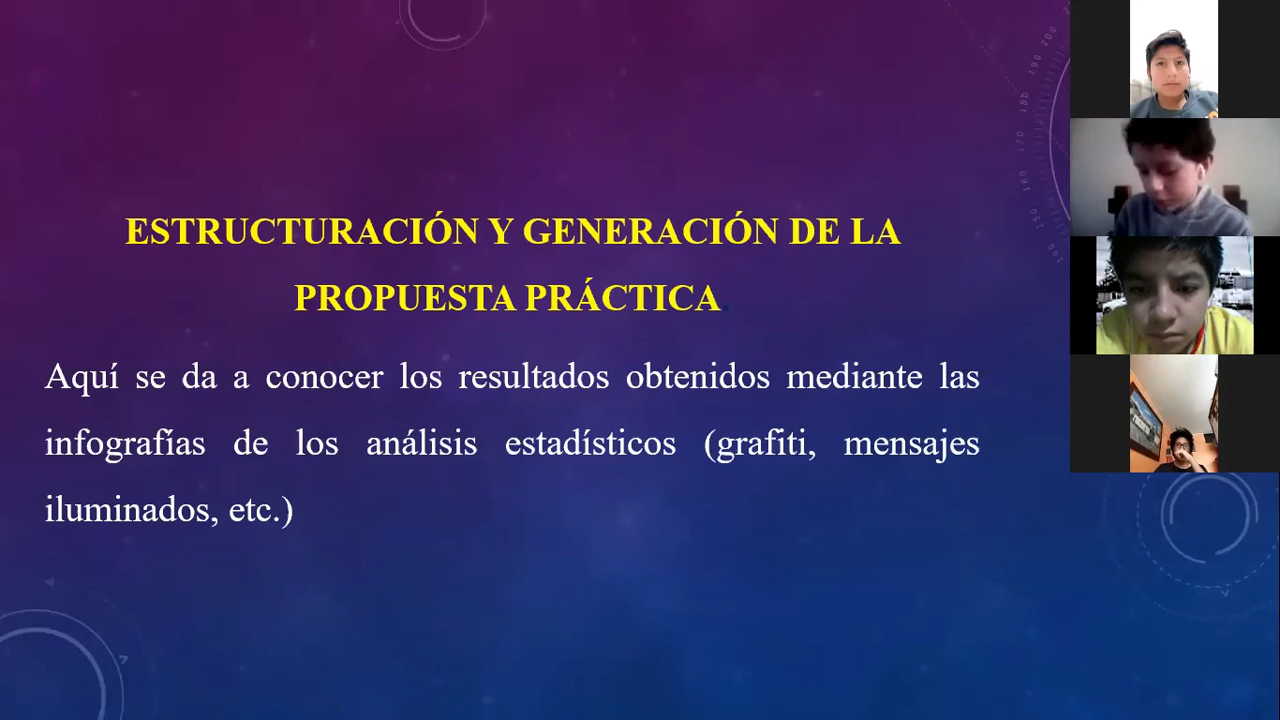 ESTRUCTURACIÓN Y GENERACIÓN DE LA
PROPUESTA PRÁCTICA
Aquí se da a conocer los resultados obtenidos mediante las
infografías de los análisis estadísticos (grafiti, mensajes
iluminados, etc.)